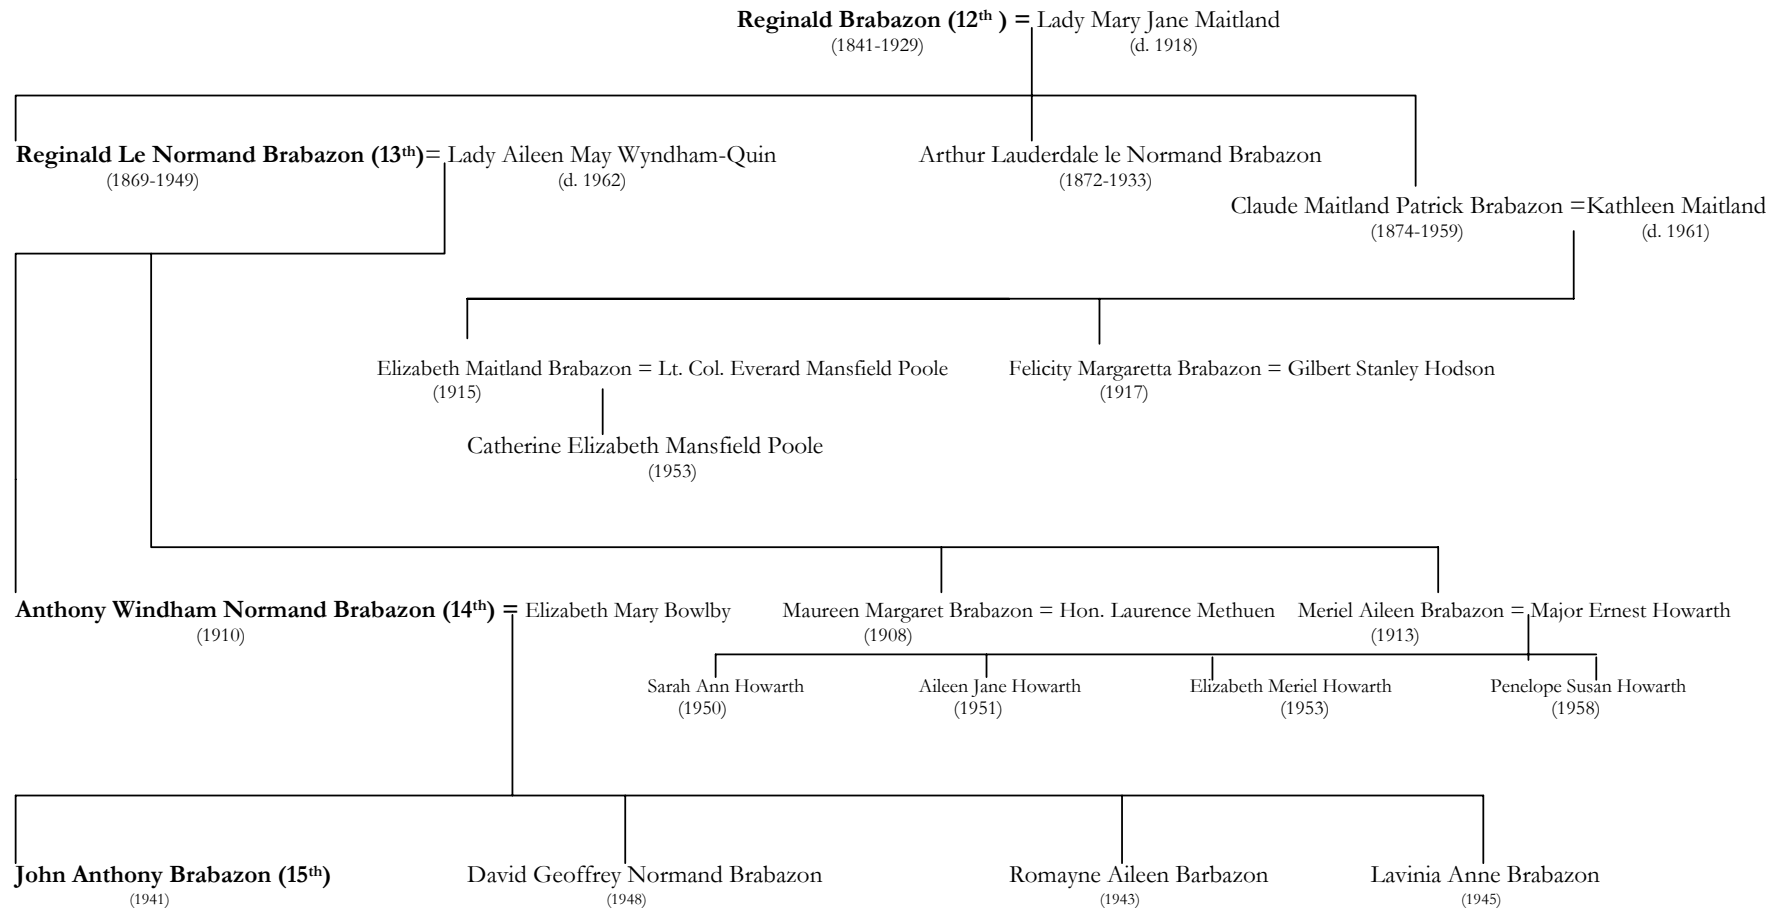 Reginald Brabazon (12th ) = Lady Mary Jane Maitland
(1841-1929) (d. 1918)
Reginald Le Normand Brabazon (13th)= Lady Aileen May Wyndham-Quin Arthur Lauderdale le Normand Brabazon
(1869-1949) (d. 1962) (1872-1933)
Claude Maitland Patrick Brabazon =Kathleen Maitland
(1874-1959) (d. 1961)
Elizabeth Maitland Brabazon = Lt. Col. Everard Mansfield Poole Felicity Margaretta Brabazon = Gilbert Stanley Hodson
(1915) (1917)
Catherine Elizabeth Mansfield Poole
(1953)
Anthony Windham Normand Brabazon (14th) = Elizabeth Mary Bowlby Maureen Margaret Brabazon = Hon. Laurence Methuen Meriel Aileen Brabazon = Major Ernest Howarth
(1910) (1908) (1913)
Sarah Ann Howarth Aileen Jane Howarth Elizabeth Meriel Howarth Penelope Susan Howarth
(1950) (1951) (1953) (1958)
John Anthony Brabazon (15th) David Geoffrey Normand Brabazon Romayne Aileen Barbazon Lavinia Anne Brabazon
(1941) (1948) (1943) (1945)